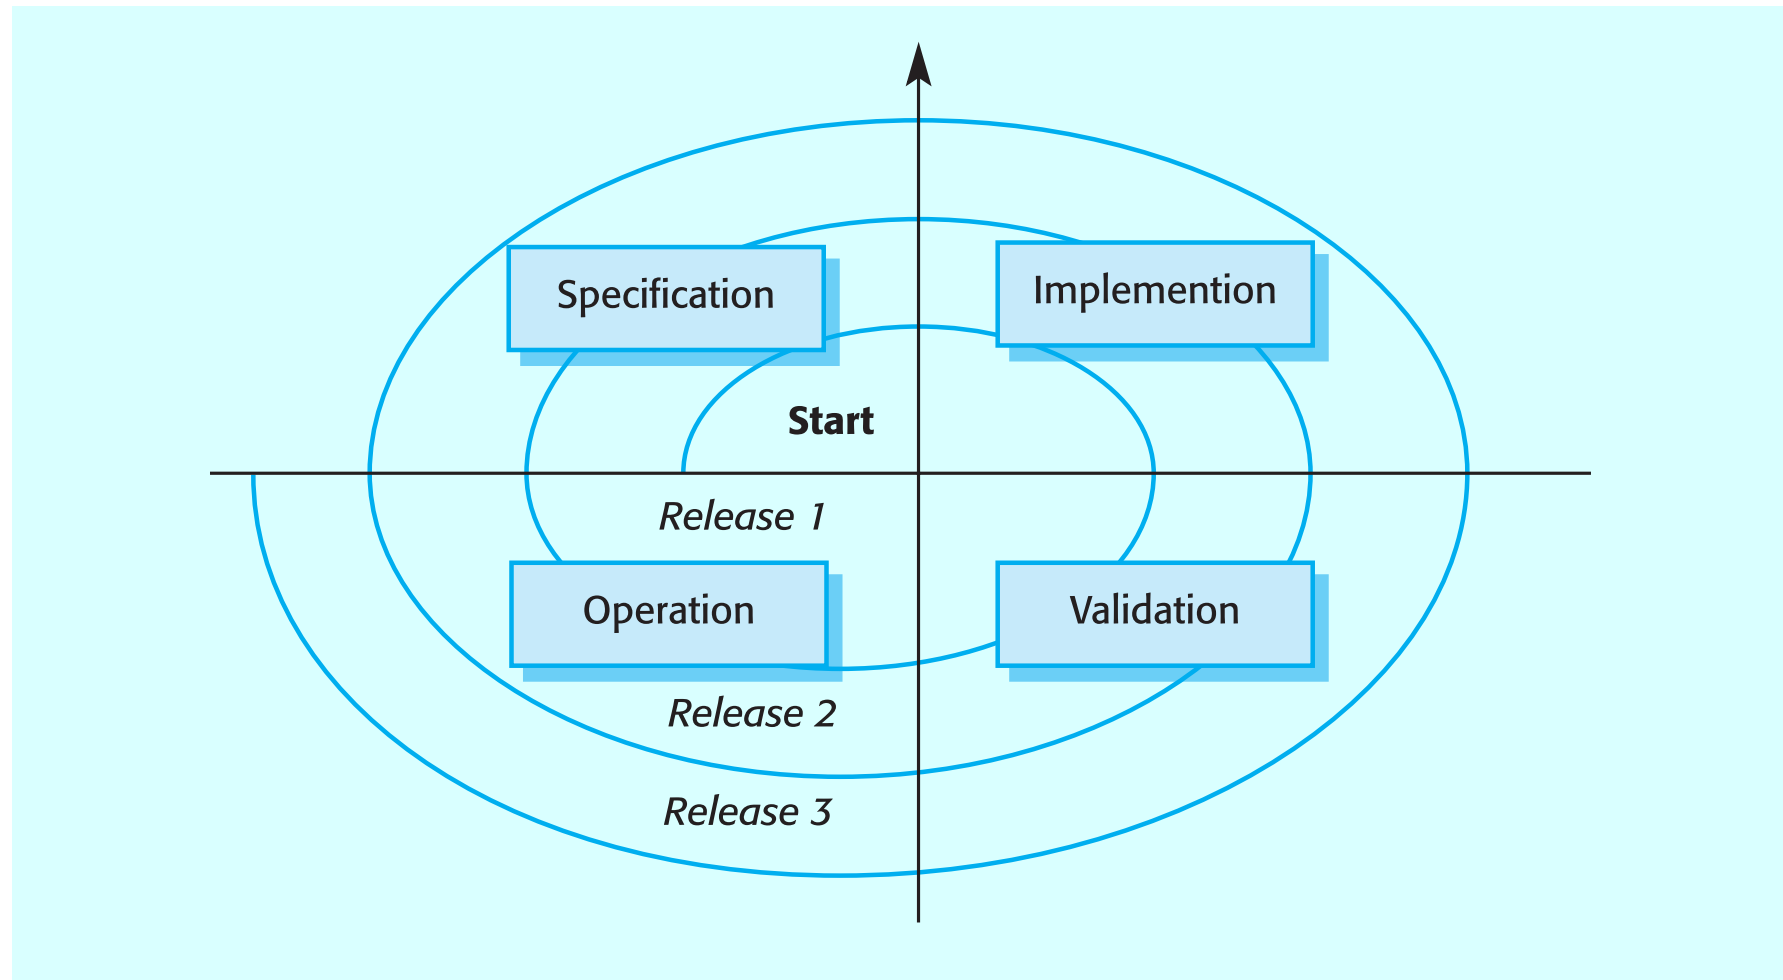 Specification
Implemention
Start
Release 1
Operation
Validation
Release 2
Release 3